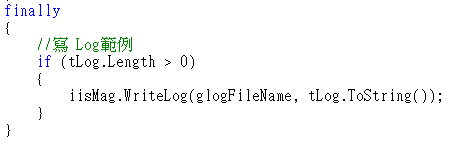 finally
{
//寫 Log範例
if (tLog.Length > 0)
{
iisMag.WriteLog(glogFileName, tLog.ToString());
}
}